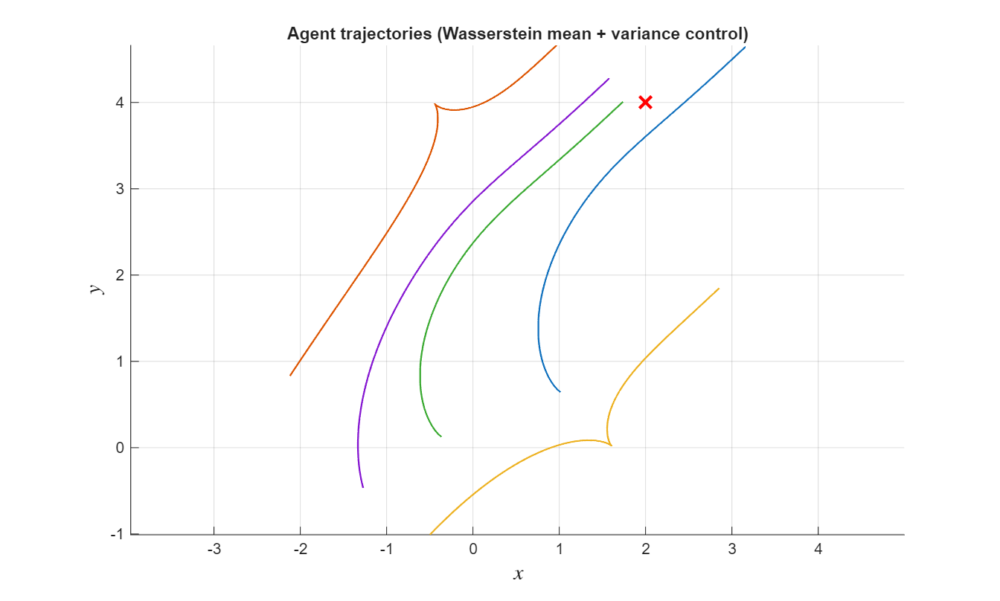 Agent trajectories (Wasserstein mean + variance control)
4
3
2
1
0
-1
y
-3 -2 -1 0 1 2 3 4
x